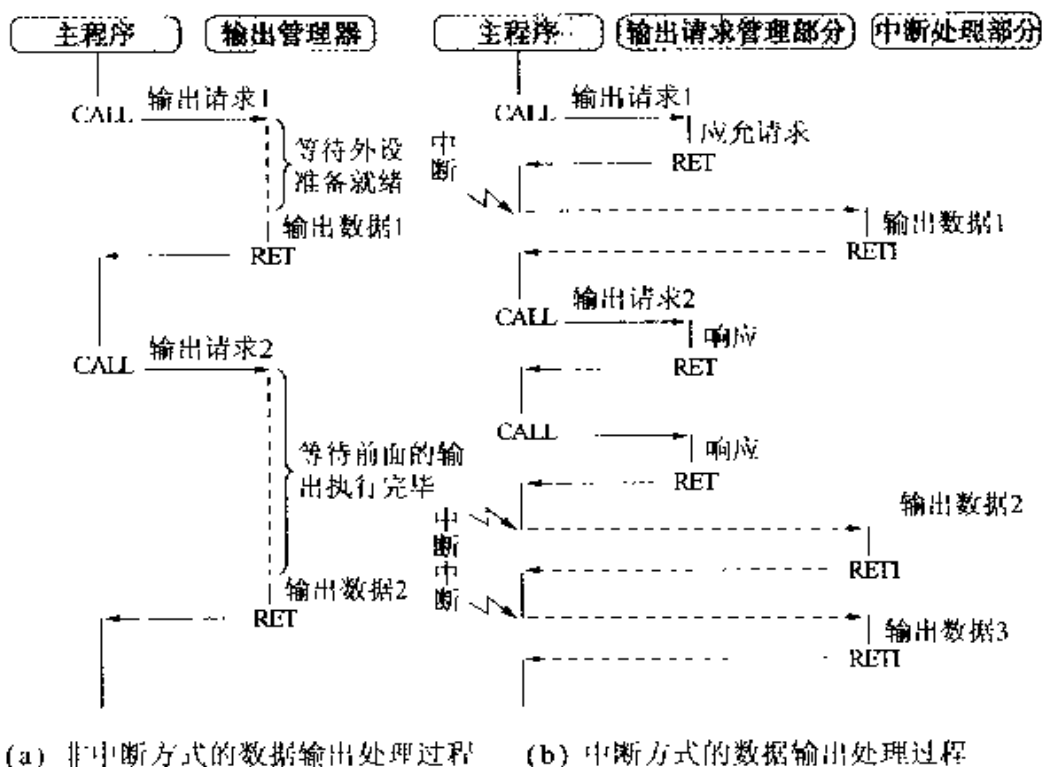 主程序 输出管理器 主程序 输出请求管理部分 中断处理部分
CALL 输出请求1
等待外设
准备就绪
输出数据1
RET
CALL 输出请求2
等待前面的输
出执行完毕
输出数据2
RET
CALL 输出请求1
应允请求
RET
中
断
输出数据1
RETI
CALL 输出请求2
响应
RET
CALL
响应
RET
中
断
输出数据2
RETI
中
断
输出数据3
RETI
(a) 非中断方式的数据输出处理过程 (b) 中断方式的数据输出处理过程